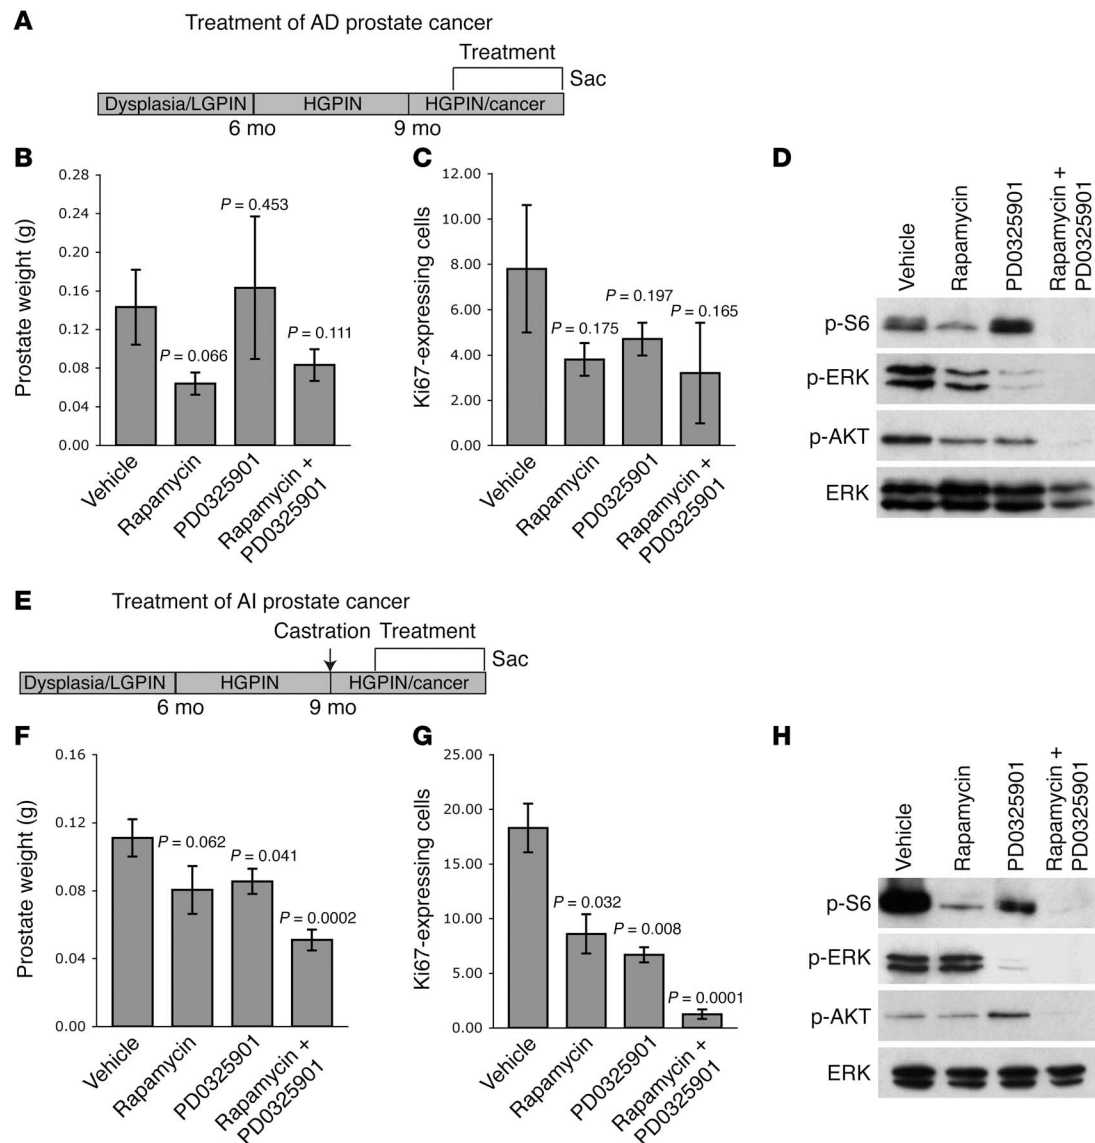 A
Treatment of AD prostate cancer
Treatment
Sac
Dysplasia/LGPIN
HGPIN
HGPIN/cancer
6 mo
9 mo
B
Prostate weight (g)
0.28
0.24
0.20
0.16
0.12
0.08
0.04
0.00
P = 0.066
P = 0.453
P = 0.111
Vehicle
Rapamycin
PD0325901
Rapamycin +
PD0325901
C
Ki67-expressing cells
12.00
10.00
8.00
6.00
4.00
2.00
0.00
P = 0.175
P = 0.197
P = 0.165
Vehicle
Rapamycin
PD0325901
Rapamycin +
PD0325901
D
Vehicle
Rapamycin
PD0325901
Rapamycin +
PD0325901
p-S6
p-ERK
p-AKT
ERK
E
Treatment of AI prostate cancer
Castration
Treatment
Sac
Dysplasia/LGPIN
HGPIN
HGPIN/cancer
6 mo
9 mo
F
Prostate weight (g)
0.16
0.12
0.08
0.04
0.00
P = 0.062
P = 0.041
P = 0.0002
Vehicle
Rapamycin
PD0325901
Rapamycin +
PD0325901
G
Ki67-expressing cells
25.00
20.00
15.00
10.00
5.00
0.00
P = 0.032
P = 0.008
P = 0.0001
Vehicle
Rapamycin
PD0325901
Rapamycin +
PD0325901
H
Vehicle
Rapamycin
PD0325901
Rapamycin +
PD0325901
p-S6
p-ERK
p-AKT
ERK